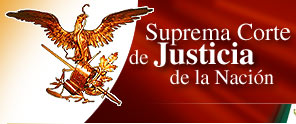 Suprema Corte
de Justicia
de la Nación